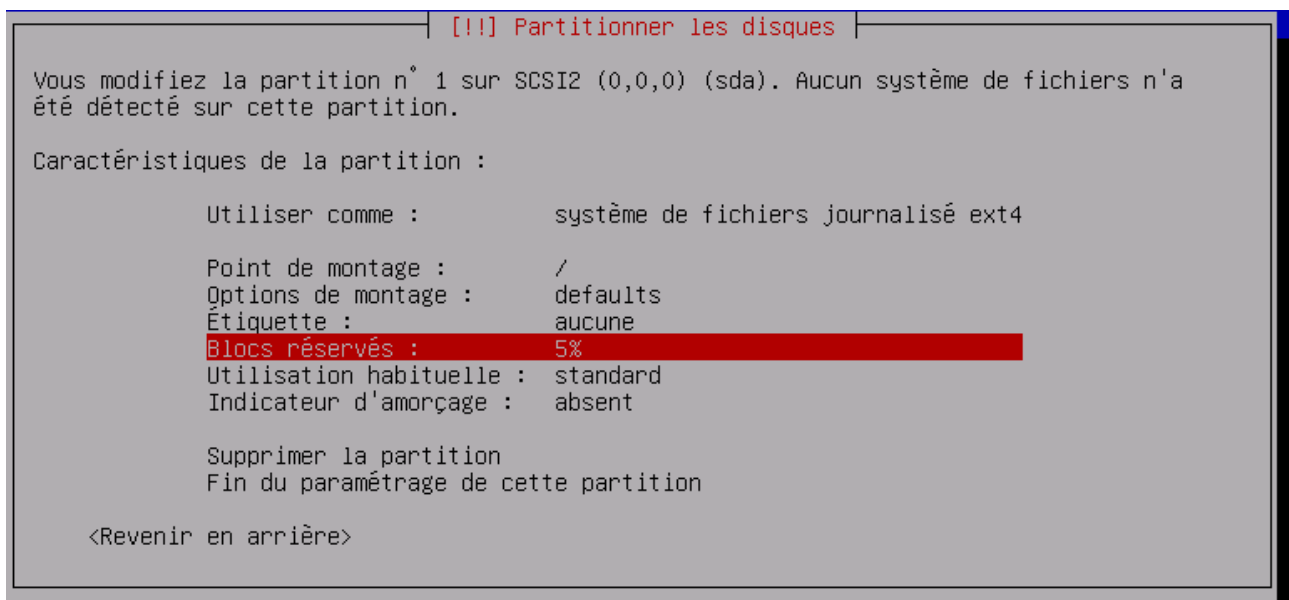 [!!] Partitionner les disques
Vous modifiez la partition n° 1 sur SCSI2 (0,0,0) (sda). Aucun système de fichiers n'a
été détecté sur cette partition.
Caractéristiques de la partition :
Utiliser comme : système de fichiers journalisé ext4
Point de montage : /
Options de montage : defaults
Étiquette : aucune
Blocs réservés : 5%
Utilisation habituelle : standard
Indicateur d'amorçage : absent
Supprimer la partition
Fin du paramétrage de cette partition
<Revenir en arrière>